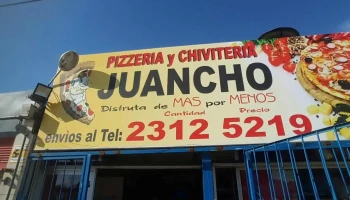 PIZZERIA y CHIVITERIA
JUANCHO
Disfruta de MAS por MENOS
Cantidad Precio
envios al Tel: 2312 5219